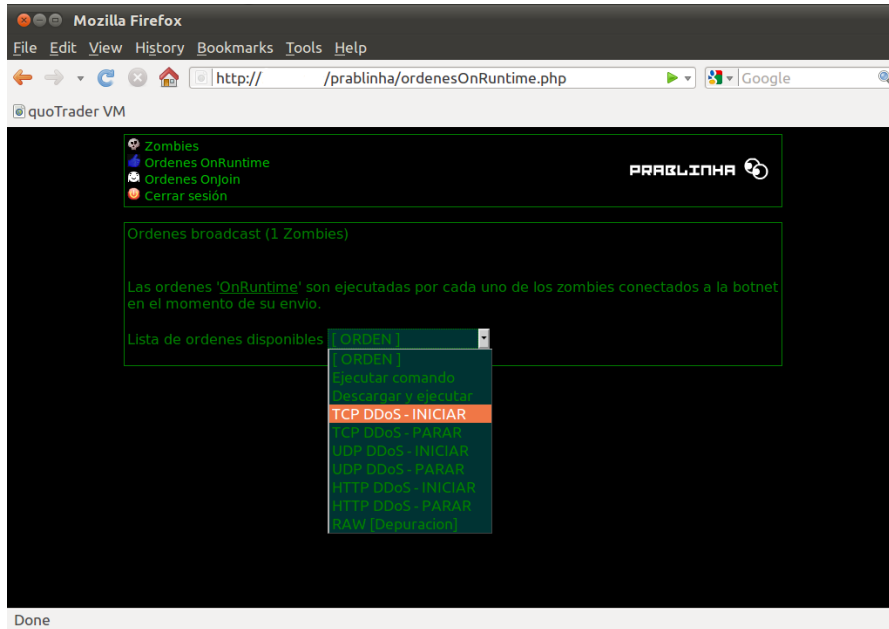 Mozilla Firefox
File Edit View History Bookmarks Tools Help
http:// /prablinha/ordenesOnRuntime.php
Google
quoTrader VM
Zombies
Ordenes OnRuntime
Ordenes OnJoin
Cerrar sesión
PRABLINHA
Ordenes broadcast (1 Zombies)
Las ordenes 'OnRuntime' son ejecutadas por cada uno de los zombies conectados a la botnet
en el momento de su envio.
Lista de ordenes disponibles [ ORDEN ]
[ ORDEN ]
Ejecutar comando
Descargar y ejecutar
TCP DDoS - INICIAR
TCP DDoS - PARAR
UDP DDoS - INICIAR
UDP DDoS - PARAR
HTTP DDoS - INICIAR
HTTP DDoS - PARAR
RAW [Depuracion]
Done